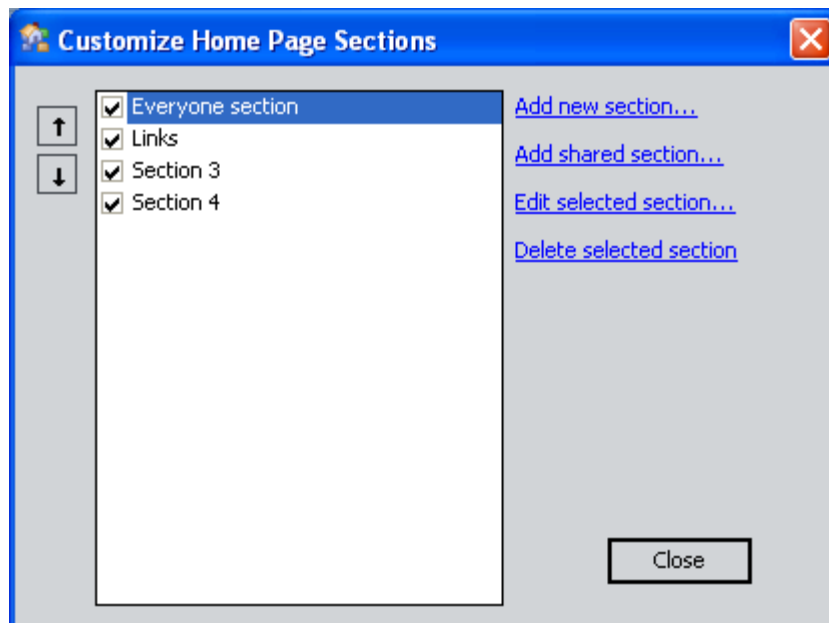 Customize Home Page Sections
Everyone section
Links
Section 3
Section 4
Add new section...
Add shared section...
Edit selected section...
Delete selected section
Close